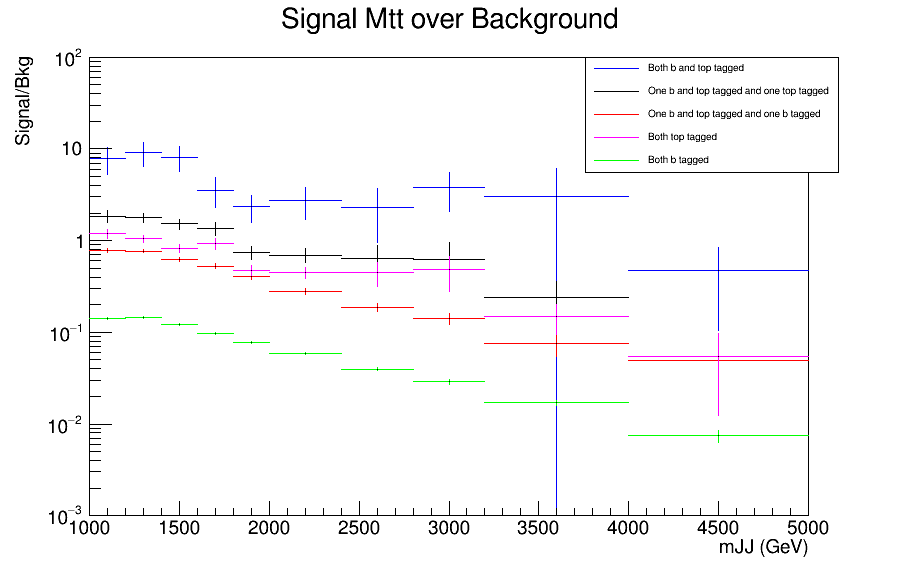 Signal Mtt over Background
Signal/Bkg
10²
10
1
10⁻¹
10⁻²
10⁻³
Both b and top tagged
One b and top tagged and one top tagged
One b and top tagged and one b tagged
Both top tagged
Both b tagged
1000 1500 2000 2500 3000 3500 4000 4500 5000
mJJ (GeV)